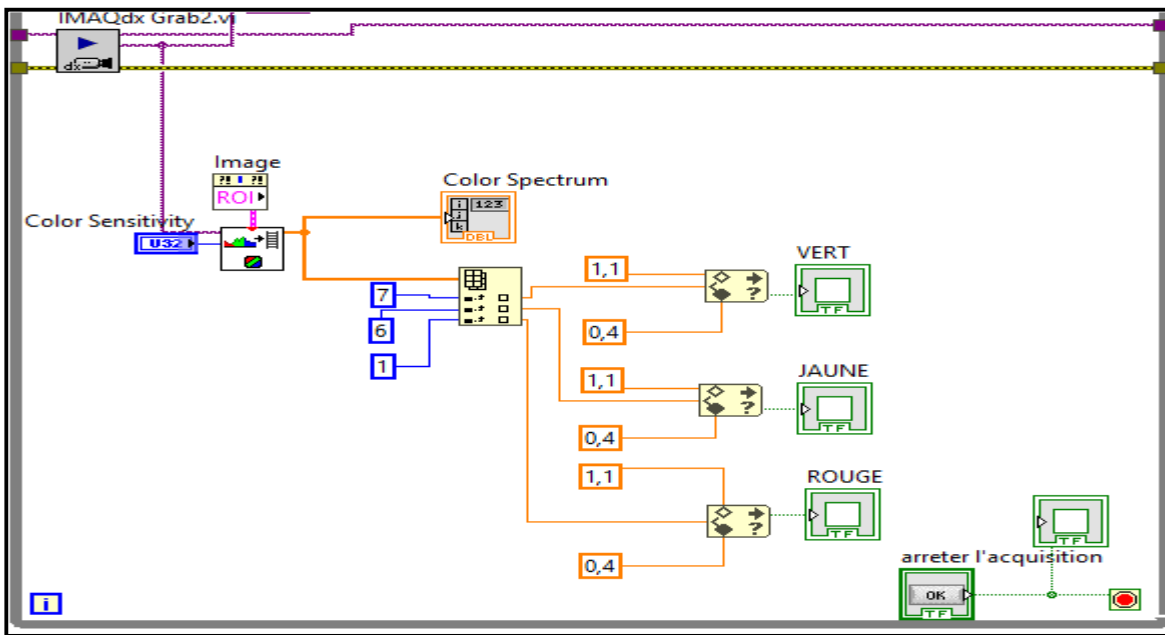 IMAQdx Grab2.vi
dx
Image
?! ?!
ROI
Color Spectrum
i 123
j
k
DBL
Color Sensitivity
U32
VERT
1,1
?
TF
7
6
0,4
1
JAUNE
1,1
?
TF
0,4
ROUGE
1,1
?
TF
0,4
TF
arreter l'acquisition
OK
TF
i